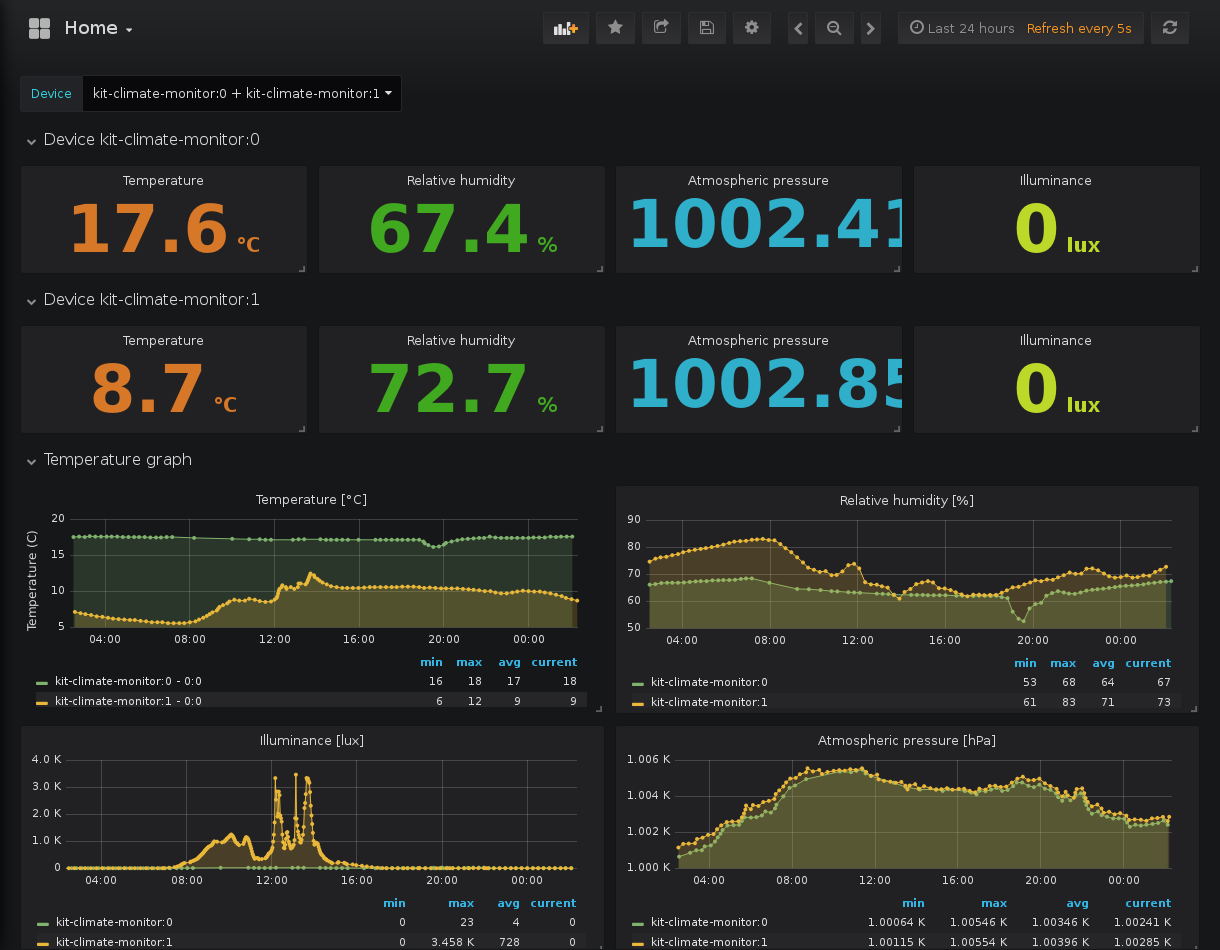 Home
Last 24 hours Refresh every 5s
Device kit-climate-monitor:0 + kit-climate-monitor:1
Device kit-climate-monitor:0
Temperature Relative humidity Atmospheric pressure Illuminance
17.6 °C 67.4 % 1002.41 0 lux
Device kit-climate-monitor:1
Temperature Relative humidity Atmospheric pressure Illuminance
8.7 °C 72.7 % 1002.85 0 lux
Temperature graph
Temperature [°C]
Temperature (C)
20
15
10
5
04:00 08:00 12:00 16:00 20:00 00:00
min max avg current
kit-climate-monitor:0 - 0:0 16 18 17 18
kit-climate-monitor:1 - 0:0 6 12 9 9
Relative humidity [%]
90
80
70
60
50
04:00 08:00 12:00 16:00 20:00 00:00
min max avg current
kit-climate-monitor:0 53 68 64 67
kit-climate-monitor:1 61 83 71 73
Illuminance [lux]
4.0 K
3.0 K
2.0 K
1.0 K
0
04:00 08:00 12:00 16:00 20:00 00:00
min max avg current
kit-climate-monitor:0 0 23 4 0
kit-climate-monitor:1 0 3.458 K 728 0
Atmospheric pressure [hPa]
1.006 K
1.004 K
1.002 K
1.000 K
04:00 08:00 12:00 16:00 20:00 00:00
min max avg current
kit-climate-monitor:0 1.00064 K 1.00546 K 1.00346 K 1.00241 K
kit-climate-monitor:1 1.00115 K 1.00554 K 1.00396 K 1.00285 K